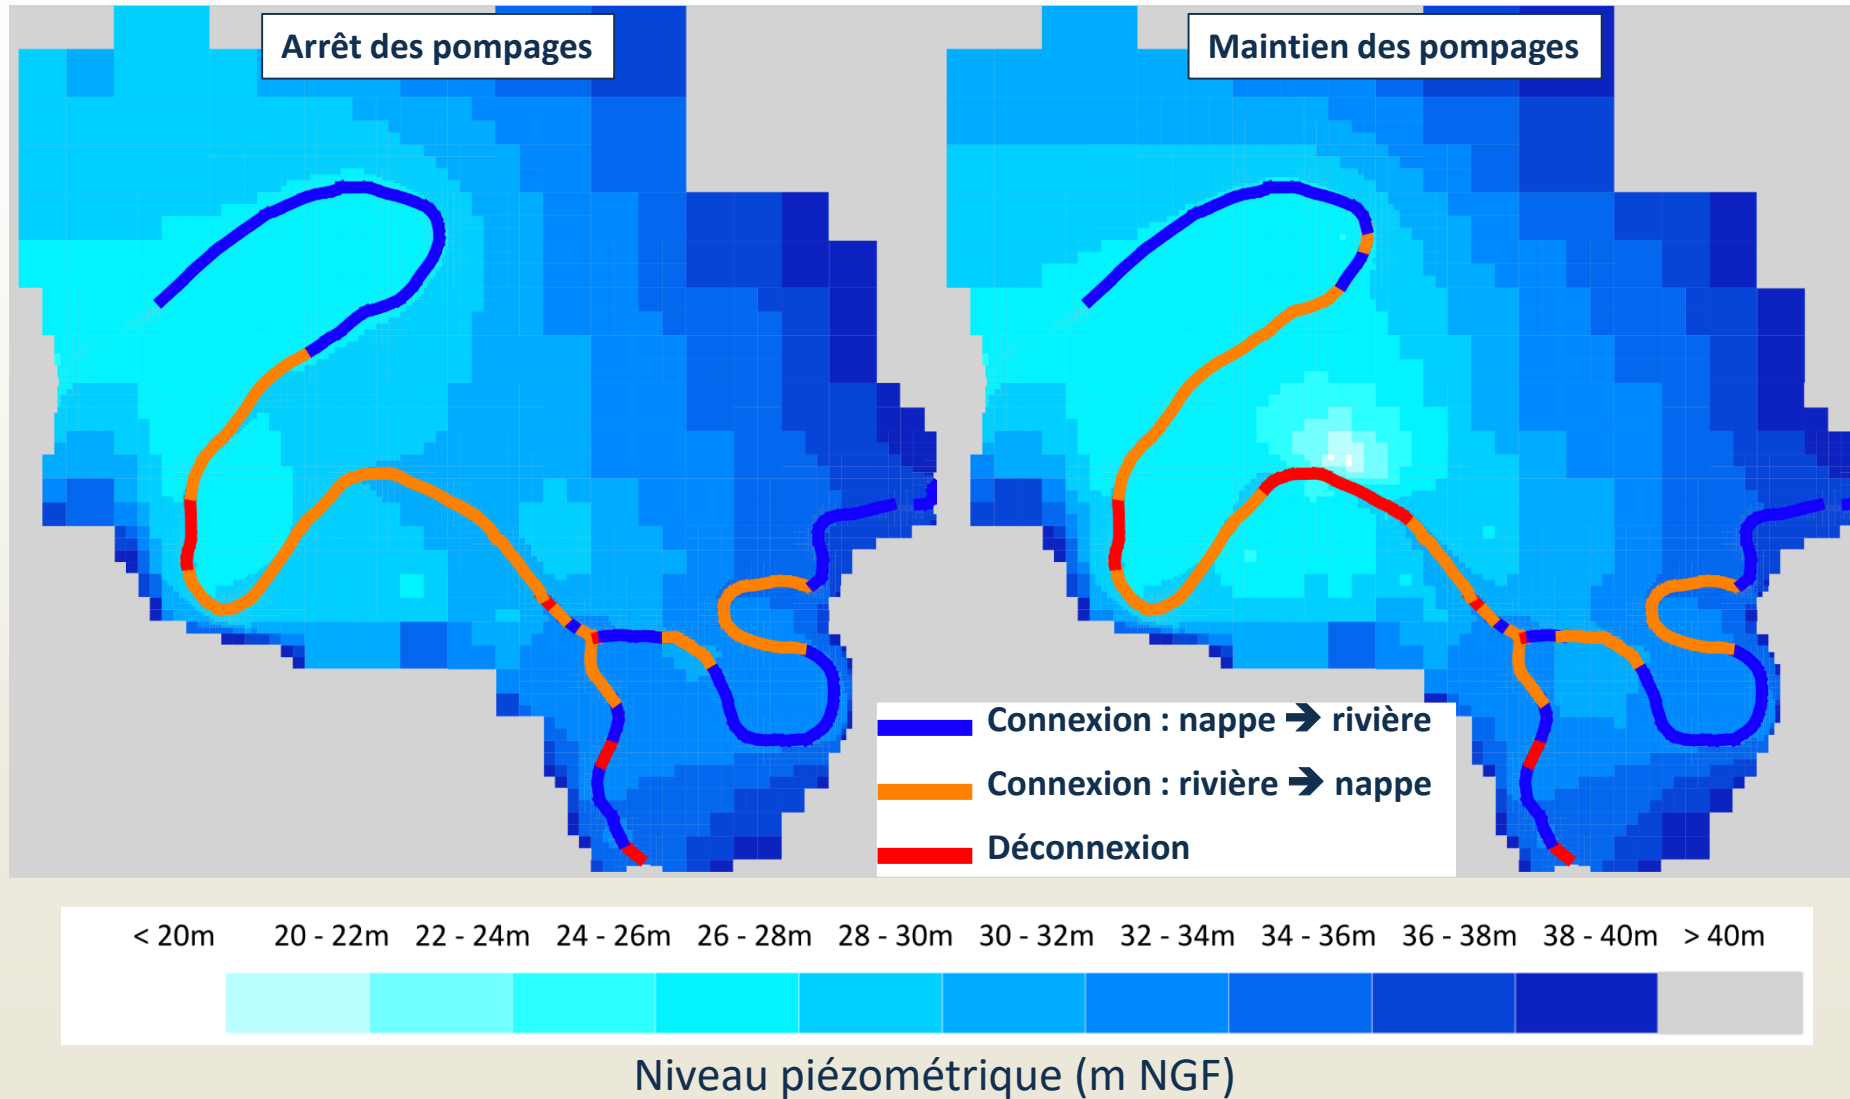 Arrêt des pompages
Maintien des pompages
Connexion : nappe ➔ rivière
Connexion : rivière ➔ nappe
Déconnexion
< 20m 20 - 22m 22 - 24m 24 - 26m 26 - 28m 28 - 30m 30 - 32m 32 - 34m 34 - 36m 36 - 38m 38 - 40m > 40m
Niveau piézométrique (m NGF)